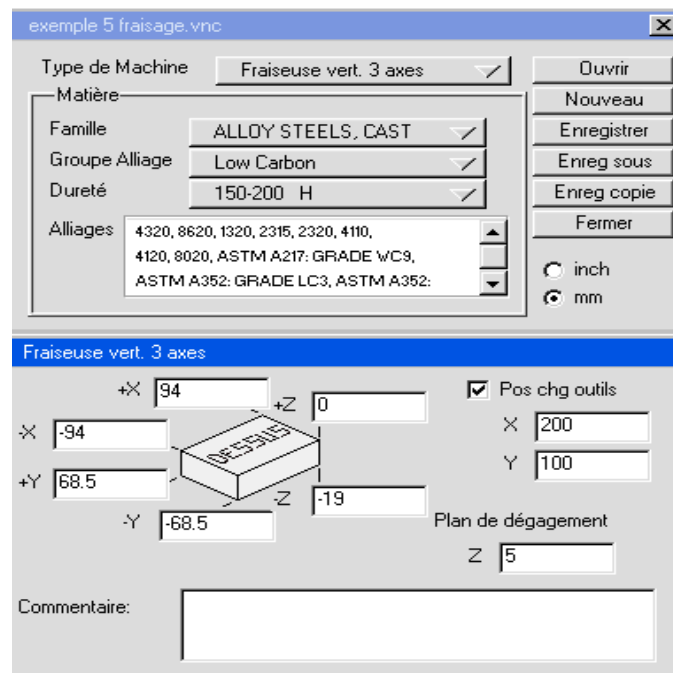 exemple 5 fraisage.vnc
Type de Machine Fraiseuse vert. 3 axes Ouvrir
Matière Nouveau
Famille ALLOY STEELS, CAST Enregistrer
Groupe Alliage Low Carbon Enreg sous
Dureté 150-200 H Enreg copie
Alliages 4320, 8620, 1320, 2315, 2320, 4110, Fermer
4120, 8020, ASTM A217: GRADE WC9,
ASTM A352: GRADE LC3, ASTM A352:
inch
mm
Fraiseuse vert. 3 axes
+X 94 +Z 0 Pos chg outils
-X -94 X 200
DESSUS
+Y 68.5 Y 100
-Y -68.5 -Z -19 Plan de dégagement
Z 5
Commentaire: